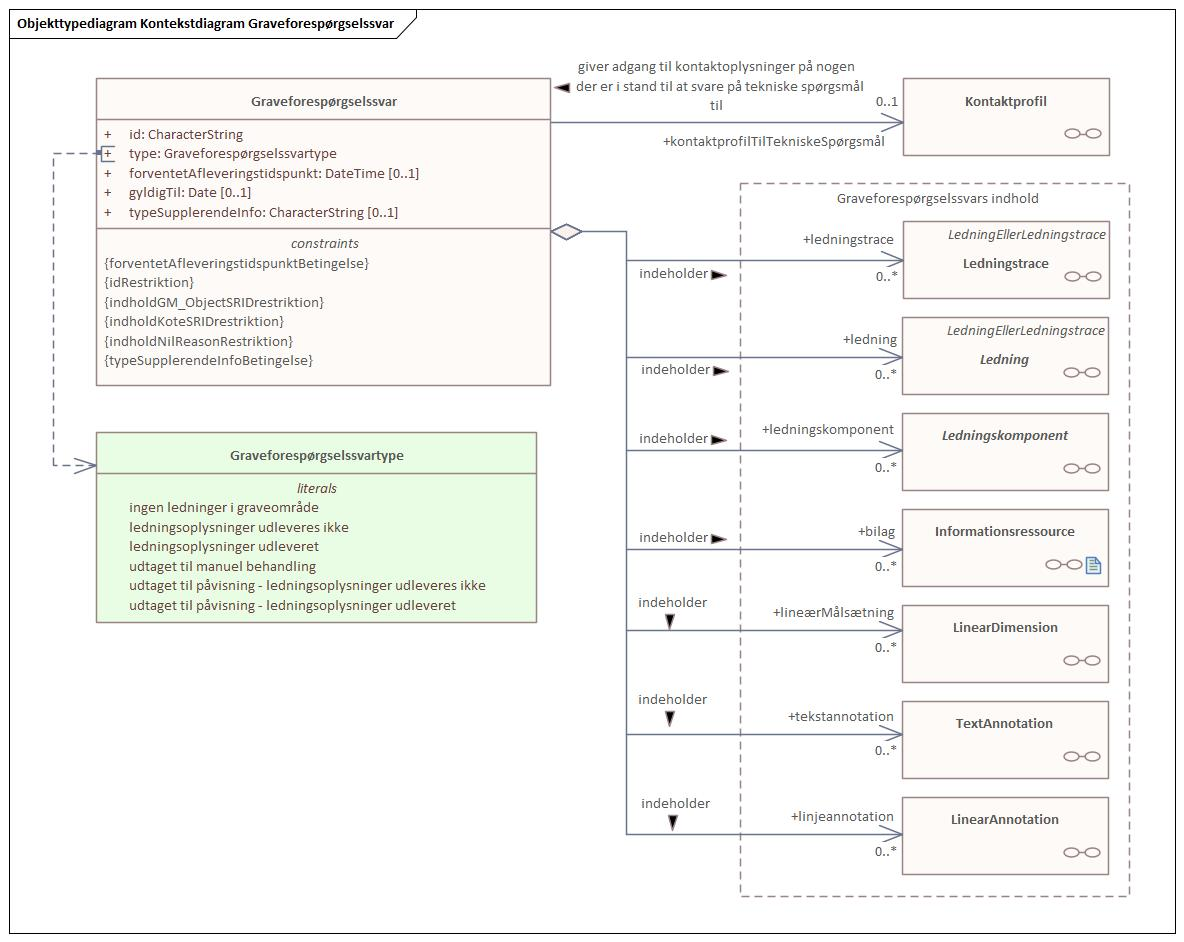 Objekttypediagram Kontekstdiagram Graveforespørgselssvar
giver adgang til kontaktoplysninger på nogen
der er i stand til at svare på tekniske spørgsmål
til
0..1
+kontaktprofilTilTekniskeSpørgsmål
Kontaktprofil
Graveforespørgselssvar
+ id: CharacterString
+ type: Graveforespørgselssvartype
+ forventetAfleveringstidspunkt: DateTime [0..1]
+ gyldigTil: Date [0..1]
+ typeSupplerendeInfo: CharacterString [0..1]
constraints
{forventetAfleveringstidspunktBetingelse}
{idRestriktion}
{indholdGM_ObjectSRIDrestriktion}
{indholdKoteSRIDrestriktion}
{indholdNilReasonRestriktion}
{typeSupplerendeInfoBetingelse}
Graveforespørgselssvartype
literals
ingen ledninger i graveområde
ledningsoplysninger udleveres ikke
ledningsoplysninger udleveret
udtaget til manuel behandling
udtaget til påvisning - ledningsoplysninger udleveres ikke
udtaget til påvisning - ledningsoplysninger udleveret
Graveforespørgselssvars indhold
+ledningstrace
indeholder
0..*
LedningEllerLedningstrace
Ledningstrace
+ledning
indeholder
0..*
LedningEllerLedningstrace
Ledning
+ledningskomponent
indeholder
0..*
Ledningskomponent
+bilag
indeholder
0..*
Informationsressource
indeholder
+lineærMålsætning
0..*
LinearDimension
indeholder
+tekstannotation
0..*
TextAnnotation
indeholder
+linjeannotation
0..*
LinearAnnotation